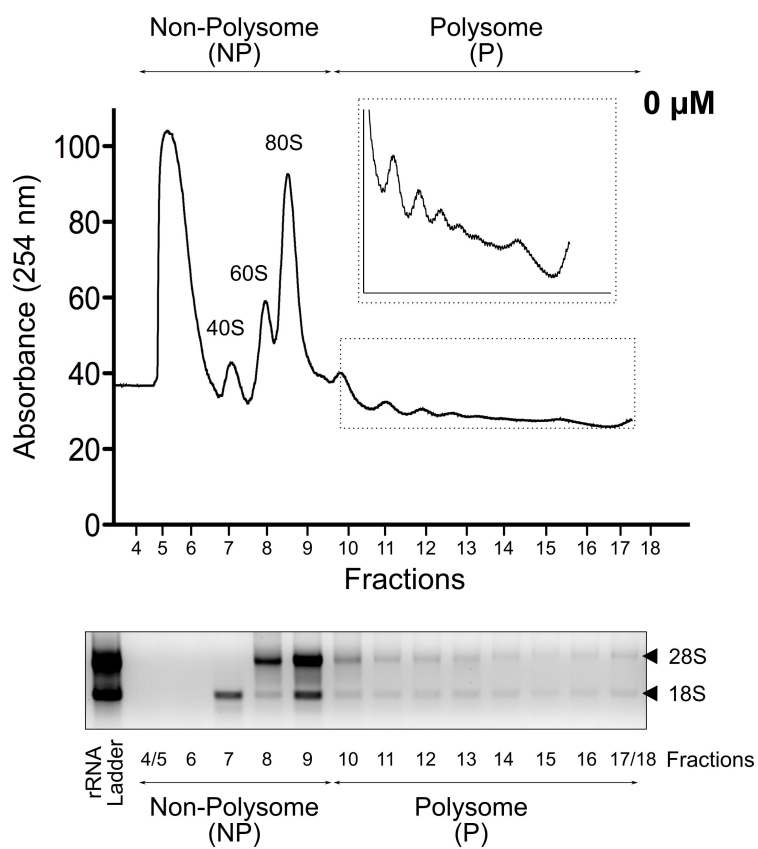 Non-Polysome
(NP)
Polysome
(P)
0 µM
Absorbance (254 nm)
100
80
60
40
20
0
80S
60S
40S
4 5 6 7 8 9 10 11 12 13 14 15 16 17 18
Fractions
28S
18S
rRNA
Ladder
4/5 6 7 8 9 10 11 12 13 14 15 16 17/18 Fractions
Non-Polysome
(NP)
Polysome
(P)